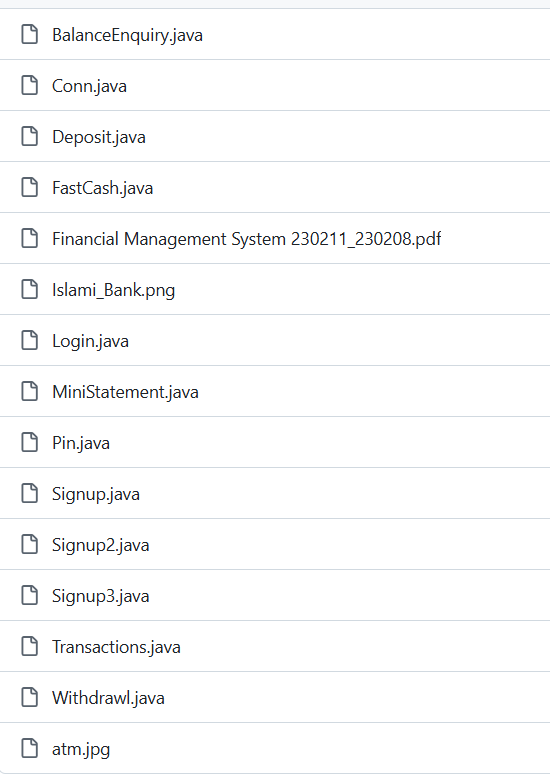 BalanceEnquiry.java
Conn.java
Deposit.java
FastCash.java
Financial Management System 230211_230208.pdf
Islami_Bank.png
Login.java
MiniStatement.java
Pin.java
Signup.java
Signup2.java
Signup3.java
Transactions.java
Withdrawl.java
atm.jpg